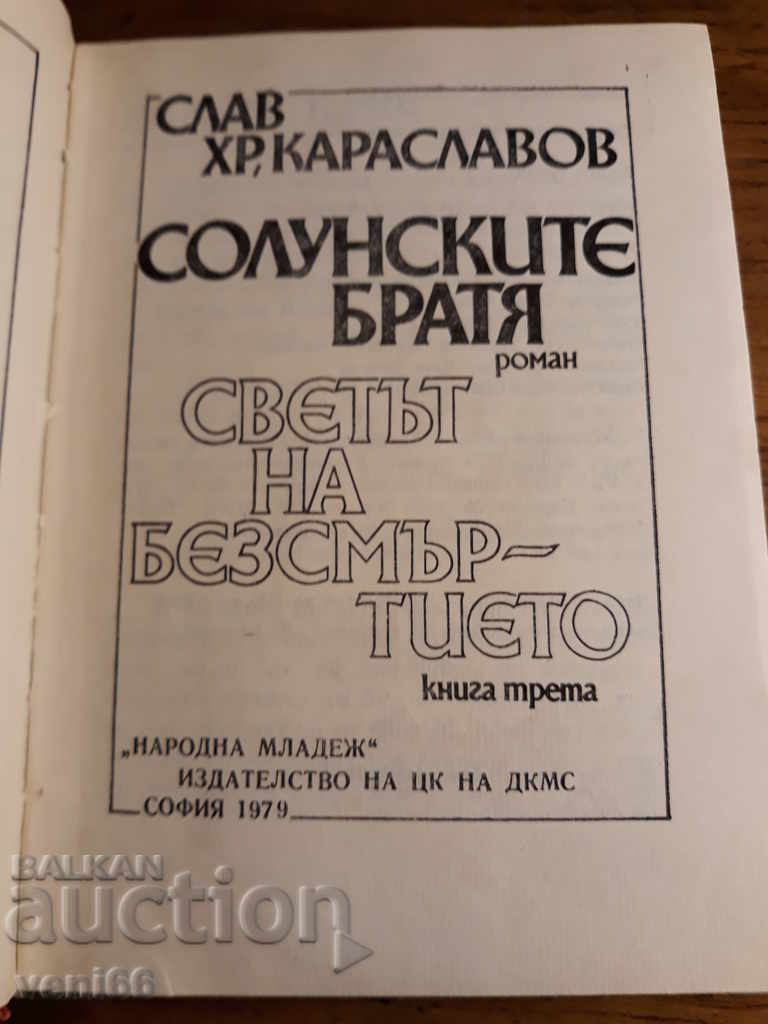 СЛАВ
ХР. КАРАСЛАВОВ
СОЛУНСКИТЕ
БРАТЯ
роман
СВЕТЪТ
НА
БЕЗСМЪР-
ТИЕТО
книга трета
„НАРОДНА МЛАДЕЖ“
ИЗДАТЕЛСТВО НА ЦК НА ДКМС
СОФИЯ 1979
BALKAN
auction
veni66